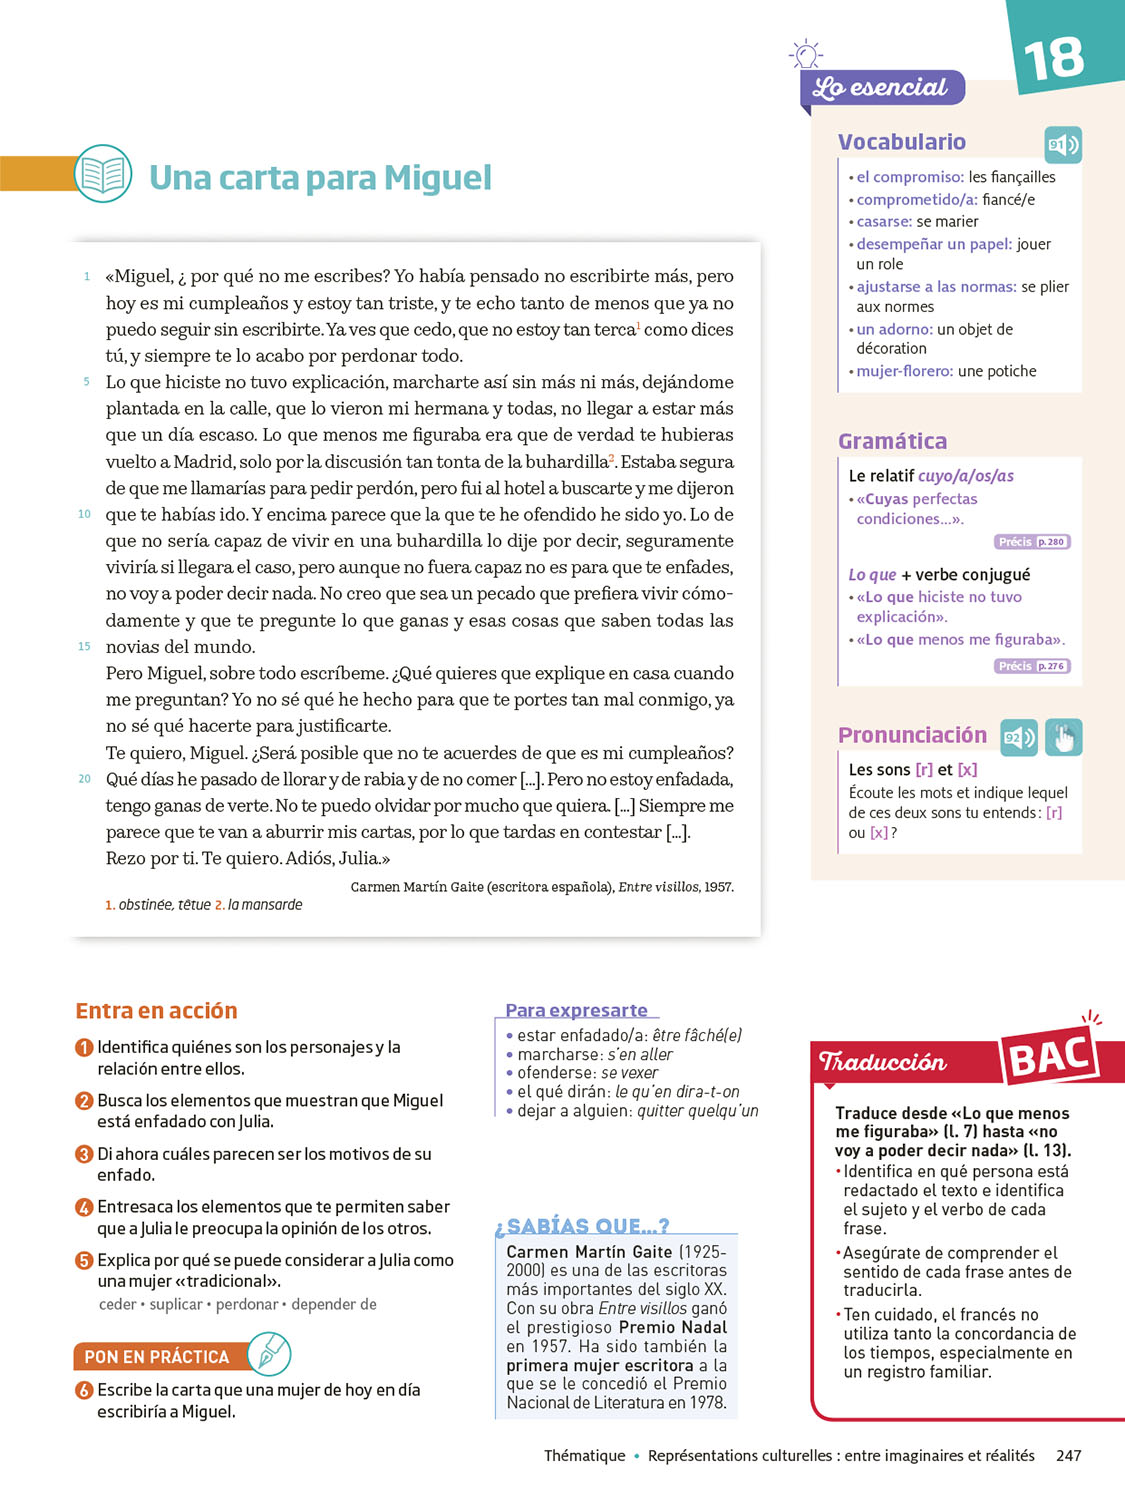 18
Una carta para Miguel
1 «Miguel, ¿ por qué no me escribes? Yo había pensado no escribirte más, pero
hoy es mi cumpleaños y estoy tan triste, y te echo tanto de menos que ya no
puedo seguir sin escribirte. Ya ves que cedo, que no estoy tan terca1 como dices
tú, y siempre te lo acabo por perdonar todo.
5 Lo que hiciste no tuvo explicación, marcharte así sin más ni más, dejándome
plantada en la calle, que lo vieron mi hermana y todas, no llegar a estar más
que un día escaso. Lo que menos me figuraba era que de verdad te hubieras
vuelto a Madrid, solo por la discusión tan tonta de la buhardilla2. Estaba segura
de que me llamarías para pedir perdón, pero fui al hotel a buscarte y me dijeron
10 que te habías ido. Y encima parece que la que te he ofendido he sido yo. Lo de
que no sería capaz de vivir en una buhardilla lo dije por decir, seguramente
viviría si llegara el caso, pero aunque no fuera capaz no es para que te enfades,
no voy a poder decir nada. No creo que sea un pecado que prefiera vivir cómo-
damente y que te pregunte lo que ganas y esas cosas que saben todas las
15 novias del mundo.
Pero Miguel, sobre todo escríbeme. ¿Qué quieres que explique en casa cuando
me preguntan? Yo no sé qué he hecho para que te portes tan mal conmigo, ya
no sé qué hacerte para justificarte.
Te quiero, Miguel. ¿Será posible que no te acuerdes de que es mi cumpleaños?
20 Qué días he pasado de llorar y de rabia y de no comer [...]. Pero no estoy enfadada,
tengo ganas de verte. No te puedo olvidar por mucho que quiera. [...] Siempre me
parece que te van a aburrir mis cartas, por lo que tardas en contestar [...].
Rezo por ti. Te quiero. Adiós, Julia.»
Carmen Martín Gaite (escritora española), Entre visillos, 1957.
1. obstinée, têtue 2. la mansarde
Lo esencial
Vocabulario
91
• el compromiso: les fiançailles
• comprometido/a: fiancé/e
• casarse: se marier
• desempeñar un papel: jouer
un role
• ajustarse a las normas: se plier
aux normes
• un adorno: un objet de
décoration
• mujer-florero: une potiche
Gramática
Le relatif cuyo/a/os/as
• «Cuyas perfectas
condiciones...».
Précis p. 280
Lo que + verbe conjugué
• «Lo que hiciste no tuvo
explicación».
• «Lo que menos me figuraba».
Précis p. 276
Pronunciación
92
Les sons [r] et [x]
Écoute les mots et indique lequel
de ces deux sons tu entends : [r]
ou [x] ?
Entra en acción
1 Identifica quiénes son los personajes y la
relación entre ellos.
2 Busca los elementos que muestran que Miguel
está enfadado con Julia.
3 Di ahora cuáles parecen ser los motivos de su
enfado.
4 Entresaca los elementos que te permiten saber
que a Julia le preocupa la opinión de los otros.
5 Explica por qué se puede considerar a Julia como
una mujer «tradicional».
ceder • suplicar • perdonar • depender de
PON EN PRÁCTICA
6 Escribe la carta que una mujer de hoy en día
escribiría a Miguel.
Para expresarte
• estar enfadado/a: être fâché(e)
• marcharse: s'en aller
• ofenderse: se vexer
• el qué dirán: le qu'en dira-t-on
• dejar a alguien: quitter quelqu'un
¿SABÍAS QUE...?
Carmen Martín Gaite (1925-
2000) es una de las escritoras
más importantes del siglo XX.
Con su obra Entre visillos ganó
el prestigioso Premio Nadal
en 1957. Ha sido también la
primera mujer escritora a la
que se le concedió el Premio
Nacional de Literatura en 1978.
Traducción
BAC
Traduce desde «Lo que menos
me figuraba» (l. 7) hasta «no
voy a poder decir nada» (l. 13).
• Identifica en qué persona está
redactado el texto e identifica
el sujeto y el verbo de cada
frase.
• Asegúrate de comprender el
sentido de cada frase antes de
traducirla.
• Ten cuidado, el francés no
utiliza tanto la concordancia de
los tiempos, especialmente en
un registro familiar.
Thématique • Représentations culturelles : entre imaginaires et réalités 247